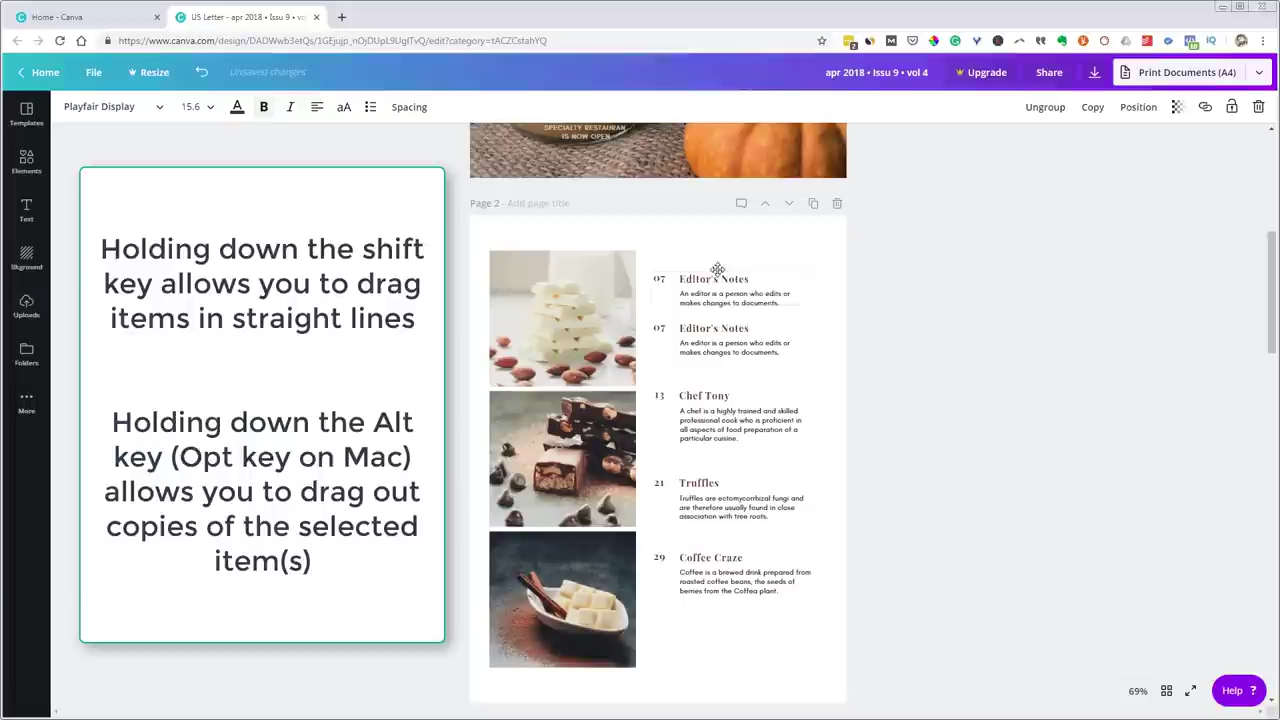 Home - Canva
US Letter - apr 2018 • Issu 9 • vo
https://www.canva.com/design/DADWwb3etQs/1GEjujp_nOjDUpL9UgITvQ/edit?category=tACZCstahYQ
Home
File
Resize
Unsaved changes
apr 2018 • Issu 9 • vol 4
Upgrade
Share
Print Documents (A4)
Playfair Display
15.6
A
B
I
aA
Spacing
Ungroup
Copy
Position
Templates
Elements
Text
Bkground
Uploads
Folders
More
Holding down the shift
key allows you to drag
items in straight lines
Holding down the Alt
key (Opt key on Mac)
allows you to drag out
copies of the selected
item(s)
SPECIALTY RESTAURAN
IS NOW OPEN
Page 2 - Add page title
07 Editor's Notes
An editor is a person who edits or
makes changes to documents.
07 Editor's Notes
An editor is a person who edits or
makes changes to documents.
13 Chef Tony
A chef is a highly trained and skilled
professional cook who is proficient in
all aspects of food preparation of a
particular cuisine.
21 Truffles
Truffles are ectomycorrhizal fungi and
are therefore usually found in close
association with tree roots.
29 Coffee Craze
Coffee is a brewed drink prepared from
roasted coffee beans, the seeds of
berries from the Coffea plant.
69%
Help ?